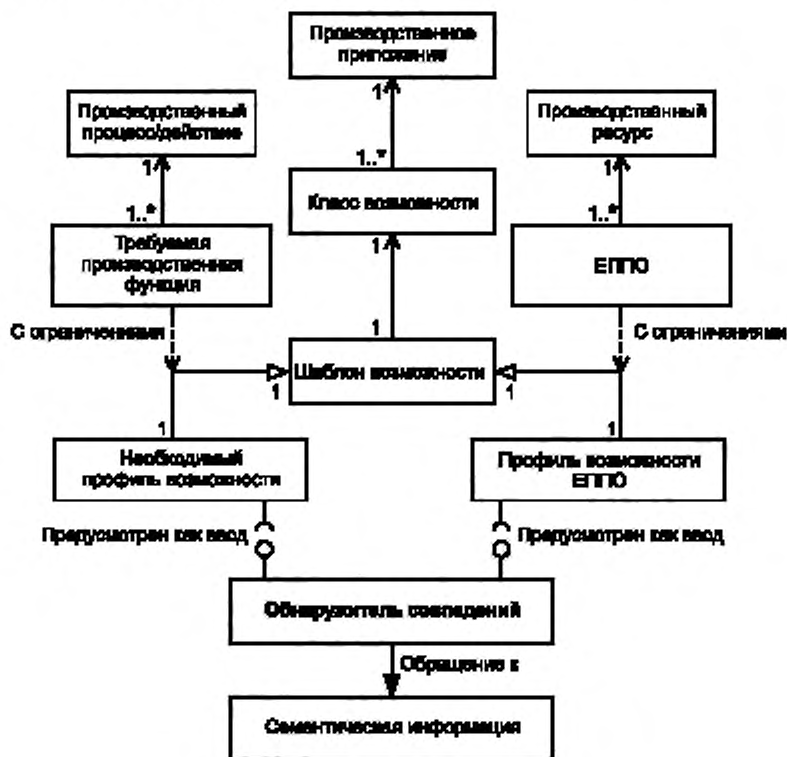 Производственное
приложение
1
Производственный
процесс/действие
Производственный
ресурс
1
1
1..*
Класс возможности
1..*
1..*
1
Требуемая
производственная
функция
ЕППО
С ограничениями
1
С ограничениями
Шаблон возможности
1
1
1
1
Необходимый
профиль возможности
Профиль возможности
ЕППО
Предусмотрен как ввод
Предусмотрен как ввод
Обнаружитель совпадений
Обращение к
Семантическая информация